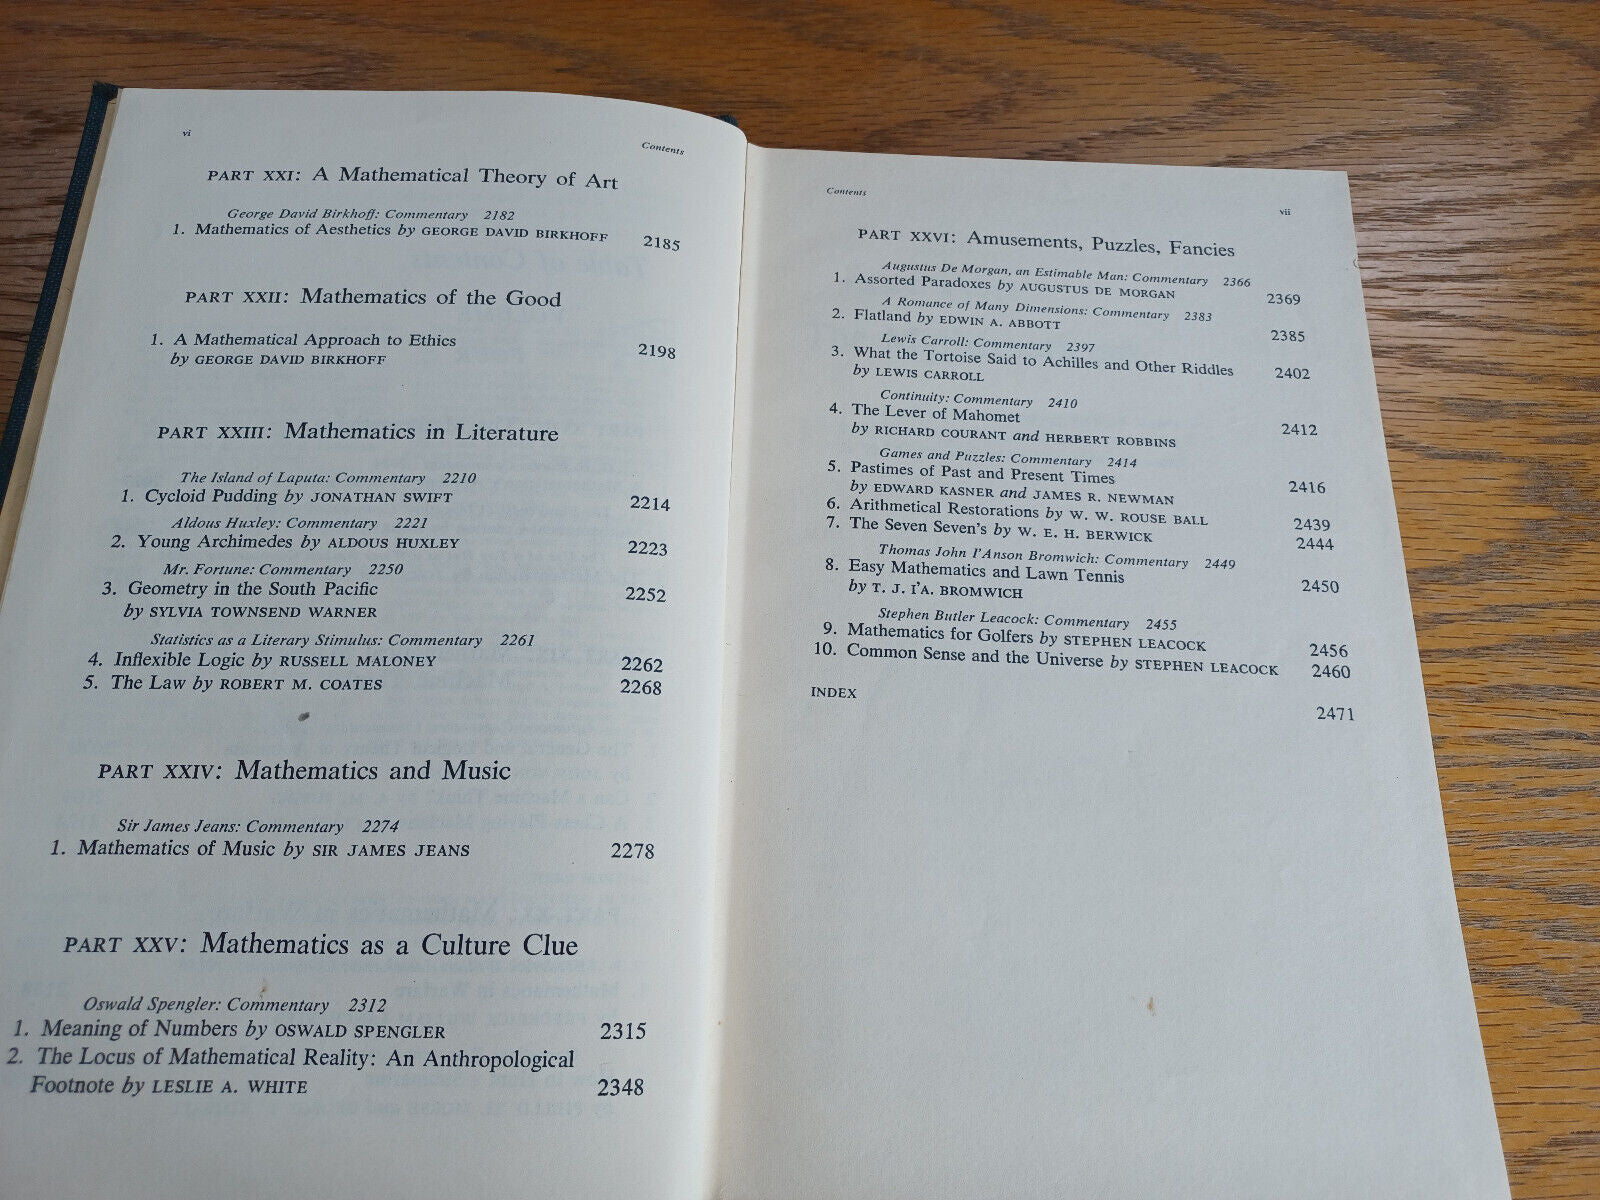 vi
Contents
PART XXI: A Mathematical Theory of Art
George David Birkhoff: Commentary 2182
1. Mathematics of Aesthetics by GEORGE DAVID BIRKHOFF 2185
PART XXII: Mathematics of the Good
1. A Mathematical Approach to Ethics
by GEORGE DAVID BIRKHOFF 2198
PART XXIII: Mathematics in Literature
The Island of Laputa: Commentary 2210
1. Cycloid Pudding by JONATHAN SWIFT 2214
Aldous Huxley: Commentary 2221
2. Young Archimedes by ALDOUS HUXLEY 2223
Mr. Fortune: Commentary 2250
3. Geometry in the South Pacific 2252
by SYLVIA TOWNSEND WARNER
Statistics as a Literary Stimulus: Commentary 2261
4. Inflexible Logic by RUSSELL MALONEY 2262
5. The Law by ROBERT M. COATES 2268
PART XXIV: Mathematics and Music
Sir James Jeans: Commentary 2274
1. Mathematics of Music by SIR JAMES JEANS 2278
PART XXV: Mathematics as a Culture Clue
Oswald Spengler: Commentary 2312
1. Meaning of Numbers by OSWALD SPENGLER 2315
2. The Locus of Mathematical Reality: An Anthropological
Footnote by LESLIE A. WHITE 2348
Contents
vii
PART XXVI: Amusements, Puzzles, Fancies
Augustus De Morgan, an Estimable Man: Commentary 2366
1. Assorted Paradoxes by AUGUSTUS DE MORGAN 2369
A Romance of Many Dimensions: Commentary 2383
2. Flatland by EDWIN A. ABBOTT 2385
Lewis Carroll: Commentary 2397
3. What the Tortoise Said to Achilles and Other Riddles 2402
by LEWIS CARROLL
Continuity: Commentary 2410
4. The Lever of Mahomet
by RICHARD COURANT and HERBERT ROBBINS 2412
Games and Puzzles: Commentary 2414
5. Pastimes of Past and Present Times
by EDWARD KASNER and JAMES R. NEWMAN 2416
6. Arithmetical Restorations by W. W. ROUSE BALL 2439
7. The Seven Seven's by W. E. H. BERWICK 2444
Thomas John I'Anson Bromwich: Commentary 2449
8. Easy Mathematics and Lawn Tennis
by T. J. I'A. BROMWICH 2450
Stephen Butler Leacock: Commentary 2455
9. Mathematics for Golfers by STEPHEN LEACOCK 2456
10. Common Sense and the Universe by STEPHEN LEACOCK 2460
INDEX 2471